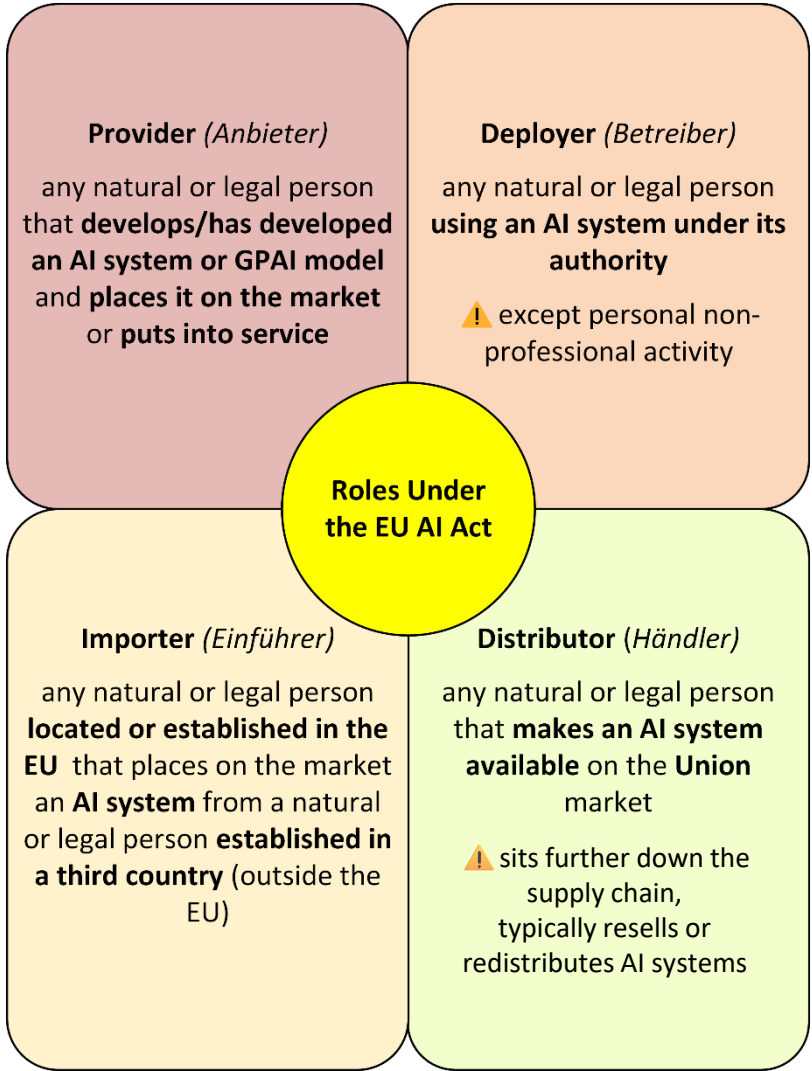 Provider (Anbieter)
any natural or legal person
that develops/has developed
an AI system or GPAI model
and places it on the market
or puts into service
Deployer (Betreiber)
any natural or legal person
using an AI system under its
authority
⚠ except personal non-
professional activity
Roles Under
the EU AI Act
Importer (Einführer)
any natural or legal person
located or established in the
EU that places on the market
an AI system from a natural
or legal person established in
a third country (outside the
EU)
Distributor (Händler)
any natural or legal person
that makes an AI system
available on the Union
market
⚠ sits further down the
supply chain,
typically resells or
redistributes AI systems